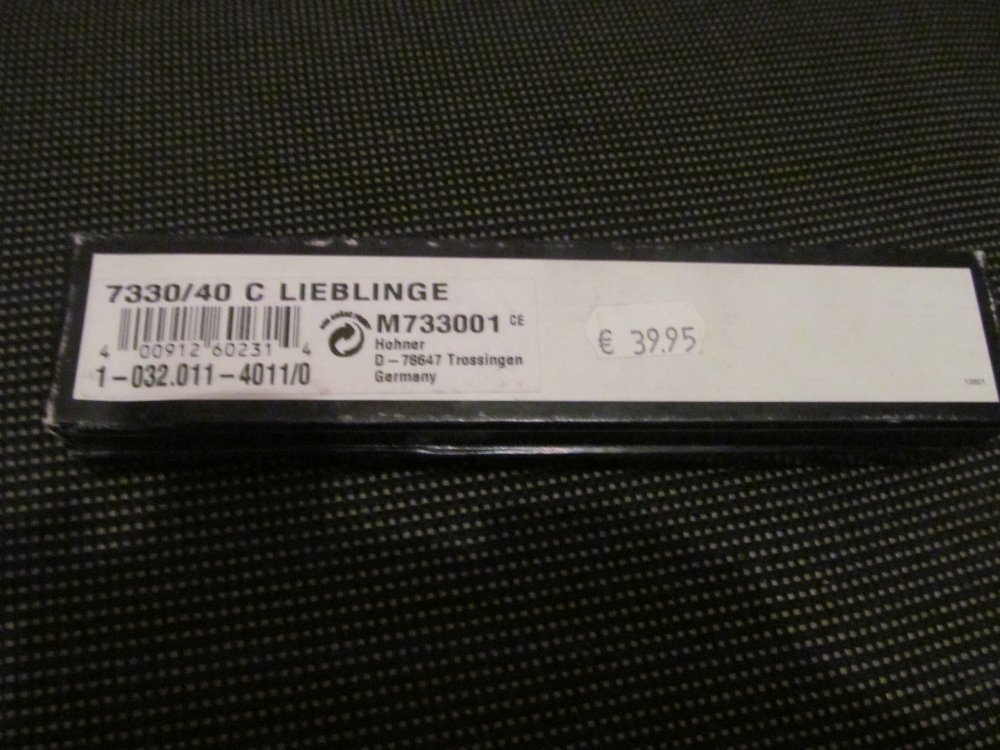 7330/40 C LIEBLINGE
4 00912 60231 4
1-032.011-4011/0
M733001 CE
Hohner
D-78647 Trossingen
Germany
€ 39.95